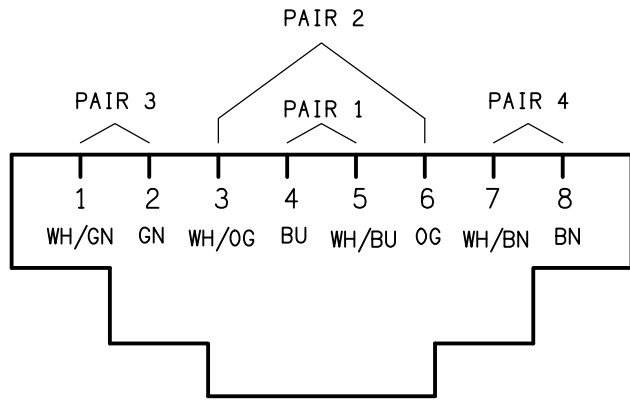 PAIR 2
PAIR 3 PAIR 1 PAIR 4
1 2 3 4 5 6 7 8
WH/GN GN WH/OG BU WH/BU OG WH/BN BN